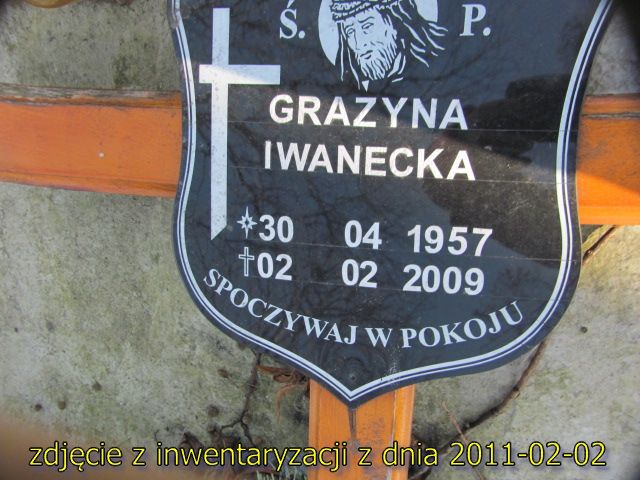 Ś. P.
GRAZYNA
IWANECKA
30 04 1957
02 02 2009
SPOCZYWAJ W POKOJU
zdjęcie z inwentaryzacji z dnia 2011-02-02